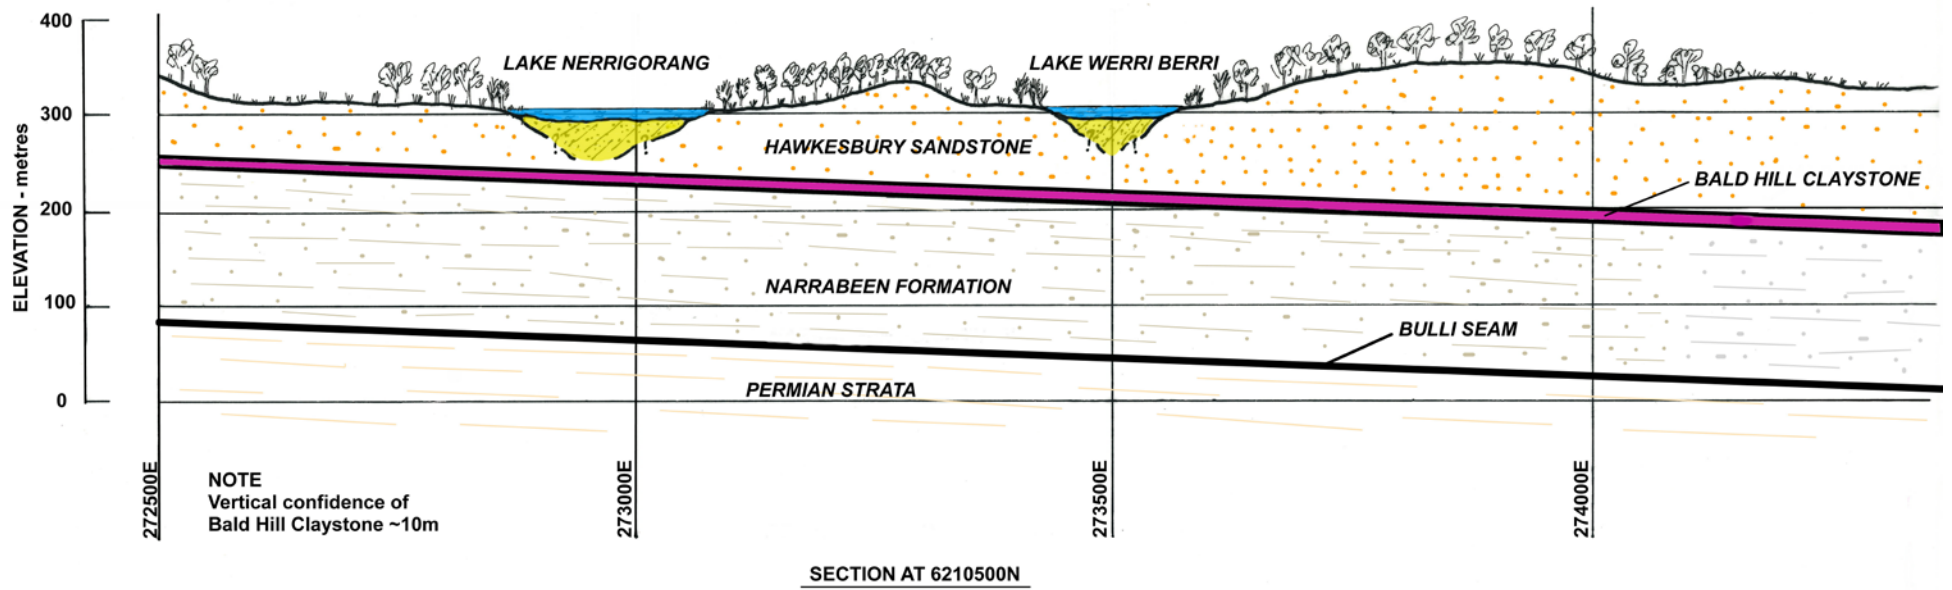 400
LAKE NERRIGORANG
LAKE WERRI BERRI
300
HAWKESBURY SANDSTONE
BALD HILL CLAYSTONE
ELEVATION - metres
200
NARRABEEN FORMATION
100
BULLI SEAM
PERMIAN STRATA
0
272500E
273000E
273500E
274000E
NOTE
Vertical confidence of
Bald Hill Claystone ~10m
SECTION AT 6210500N